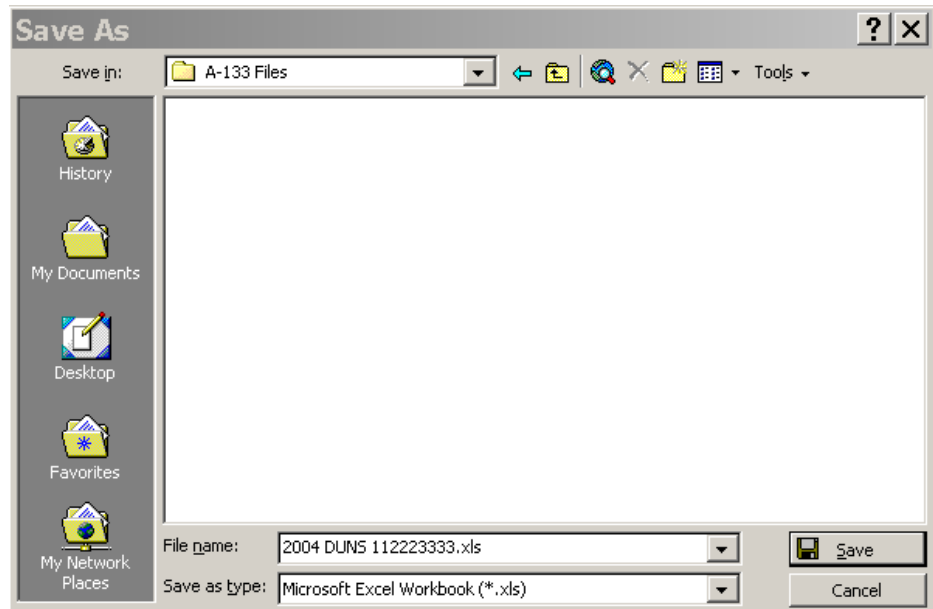 Save As
?
Save in:
A-133 Files
Tools
History
My Documents
Desktop
Favorites
My Network
Places
File name:
2004 DUNS 112223333.xls
Save
Save as type:
Microsoft Excel Workbook (*.xls)
Cancel